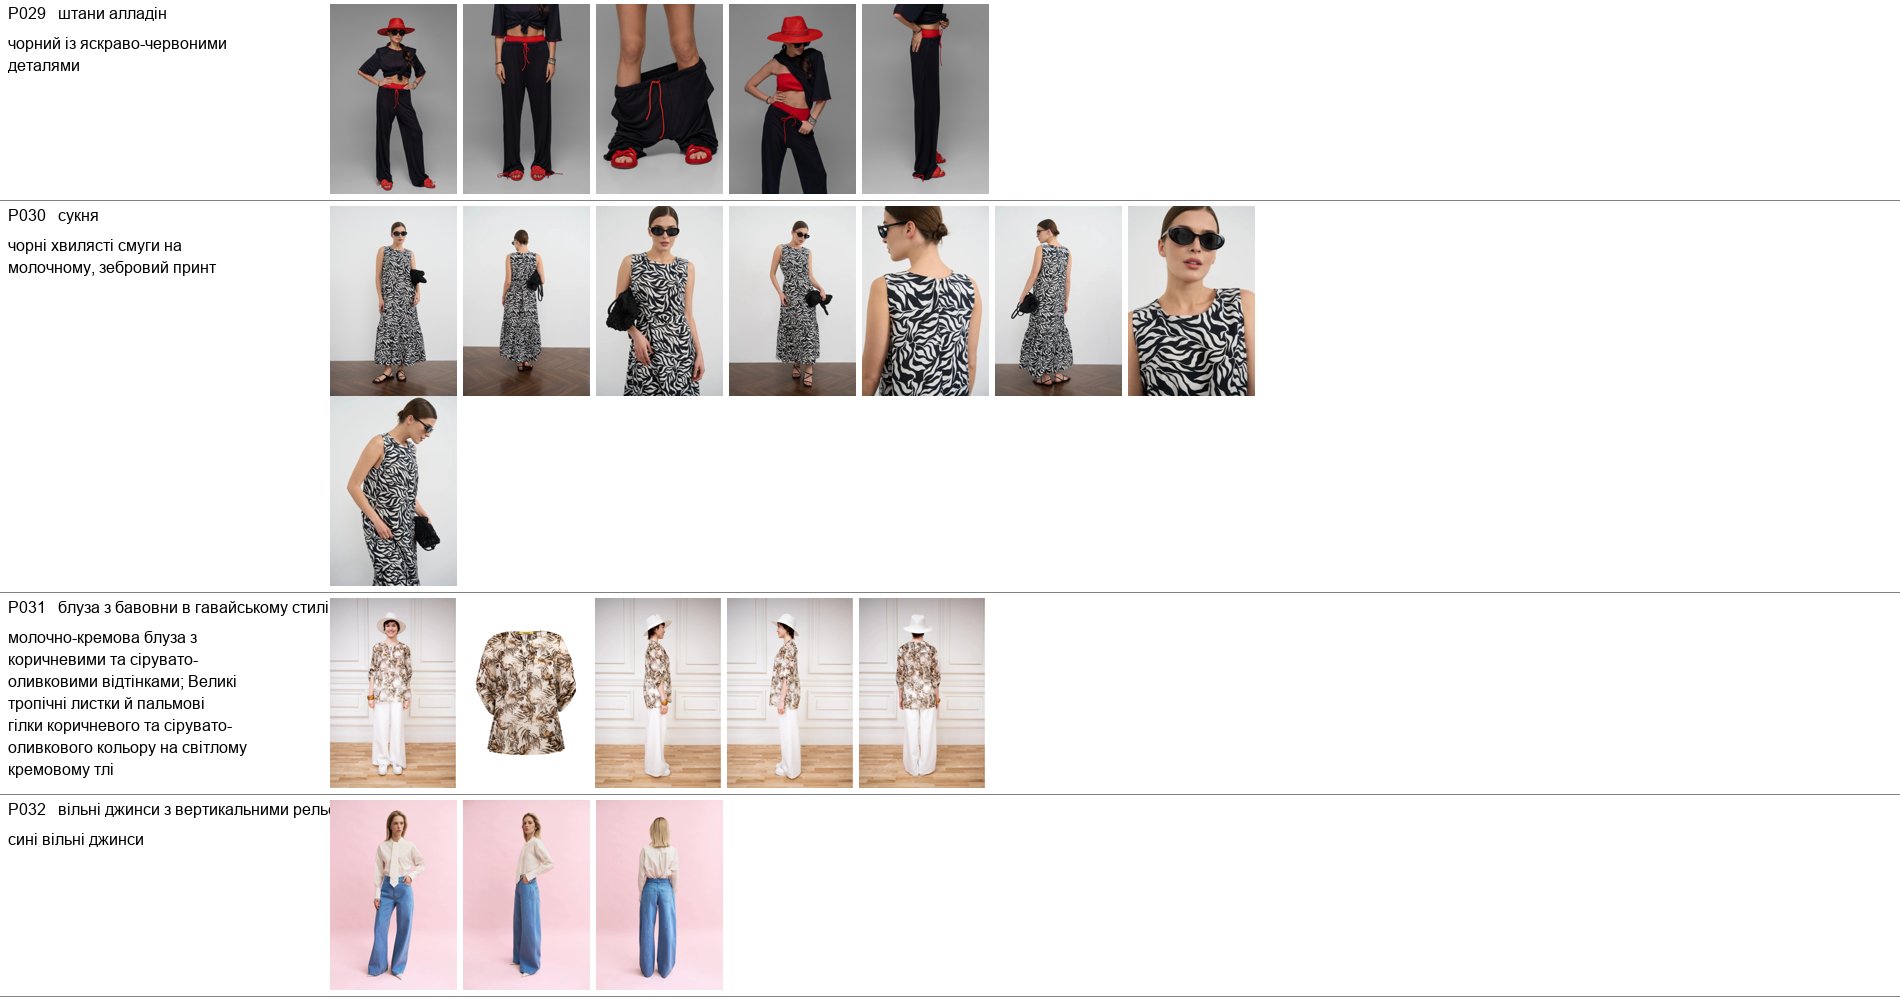 P029 штани алладін
чорний із яскраво-червоними
деталями
P030 сукня
чорні хвилясті смуги на
молочному, зебровий принт
P031 блуза з бавовни в гавайському стилі
молочно-кремова блуза з
коричневими та сірувато-
оливковими відтінками; Великі
тропічні листки й пальмові
гілки коричневого та сірувато-
оливкового кольору на світлому
кремовому тлі
P032 вільні джинси з вертикальними
сині вільні джинси